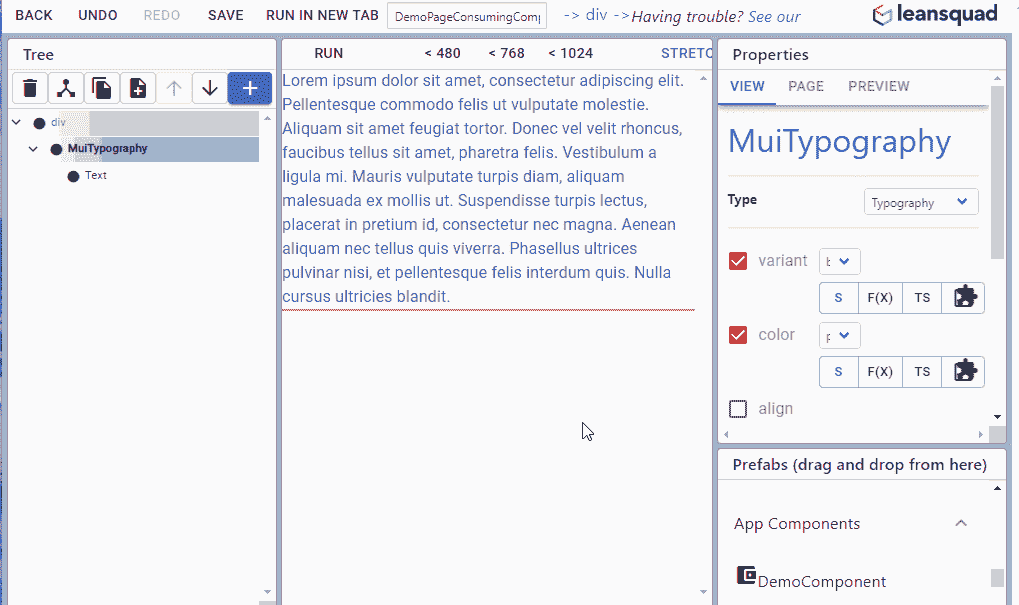 BACK UNDO REDO SAVE RUN IN NEW TAB DemoPageConsumingComp -> div -> Having trouble? See our leansquad
Tree
div
MuiTypography
Text
RUN < 480 < 768 < 1024 STRETC
Lorem ipsum dolor sit amet, consectetur adipiscing elit.
Pellentesque commodo felis ut vulputate molestie.
Aliquam sit amet feugiat tortor. Donec vel velit rhoncus,
faucibus tellus sit amet, pharetra felis. Vestibulum a
ligula mi. Mauris vulputate turpis diam, aliquam
malesuada ex mollis ut. Suspendisse turpis lectus,
placerat in pretium id, consectetur nec magna. Aenean
aliquam nec tellus quis viverra. Phasellus ultrices
pulvinar nisi, et pellentesque felis interdum quis. Nulla
cursus ultricies blandit.
Properties
VIEW PAGE PREVIEW
MuiTypography
Type Typography
variant
S F(X) TS
color
S F(X) TS
align
Prefabs (drag and drop from here)
App Components
DemoComponent